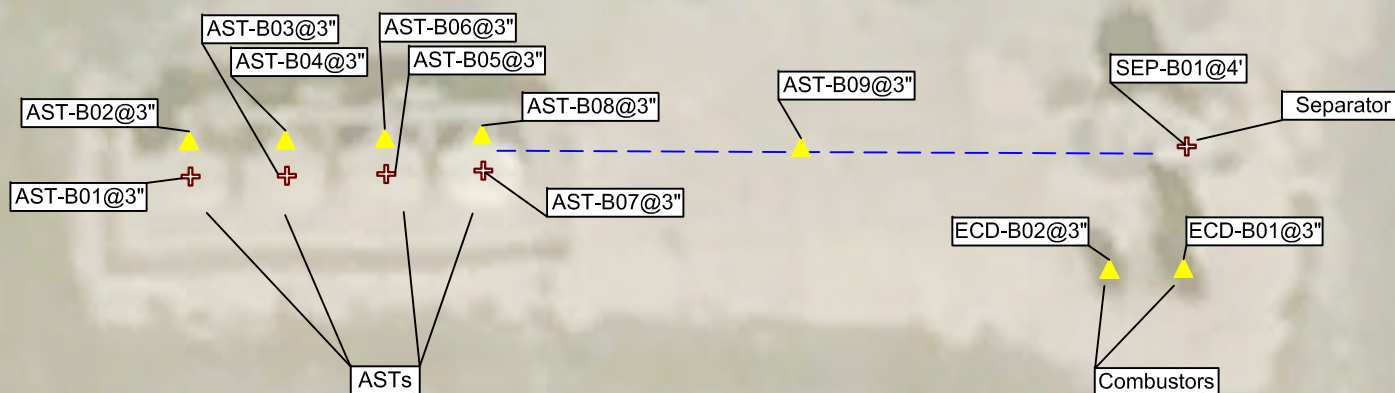 AST-B03@3"
AST-B06@3"
AST-B04@3"
AST-B05@3"
SEP-B01@4'
AST-B02@3"
AST-B08@3"
AST-B09@3"
Separator
AST-B01@3"
AST-B07@3"
ECD-B02@3"
ECD-B01@3"
ASTs
Combustors